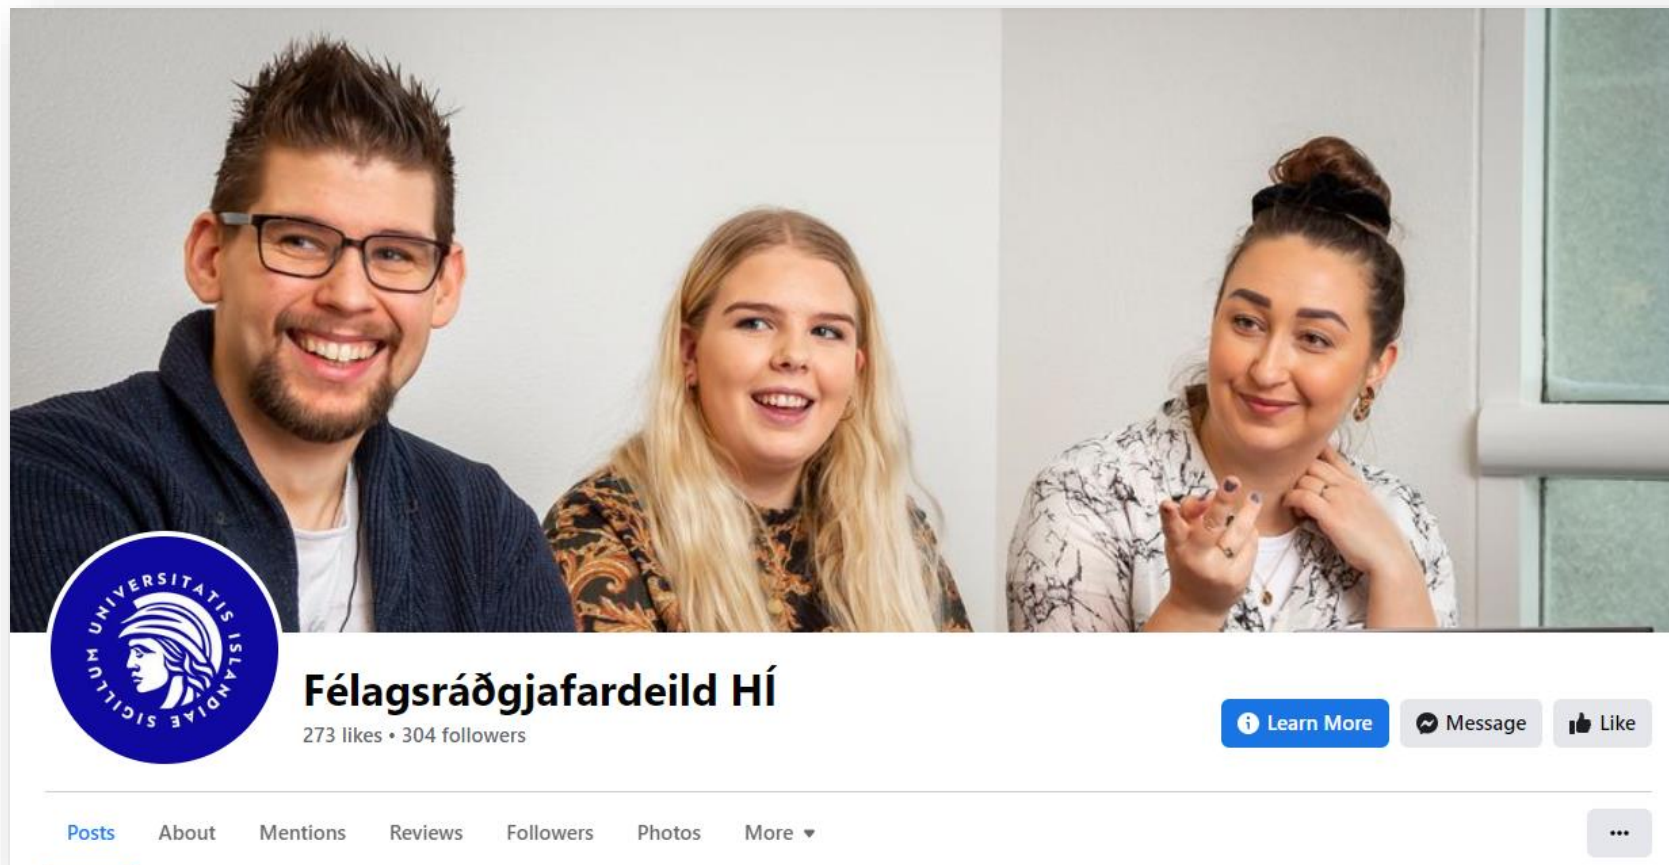 SIGILLUM UNIVERSITATIS ISLANDIAE
Félagsráðgjafardeild HÍ
273 likes • 304 followers
Learn More
Message
Like
Posts
About
Mentions
Reviews
Followers
Photos
More
...